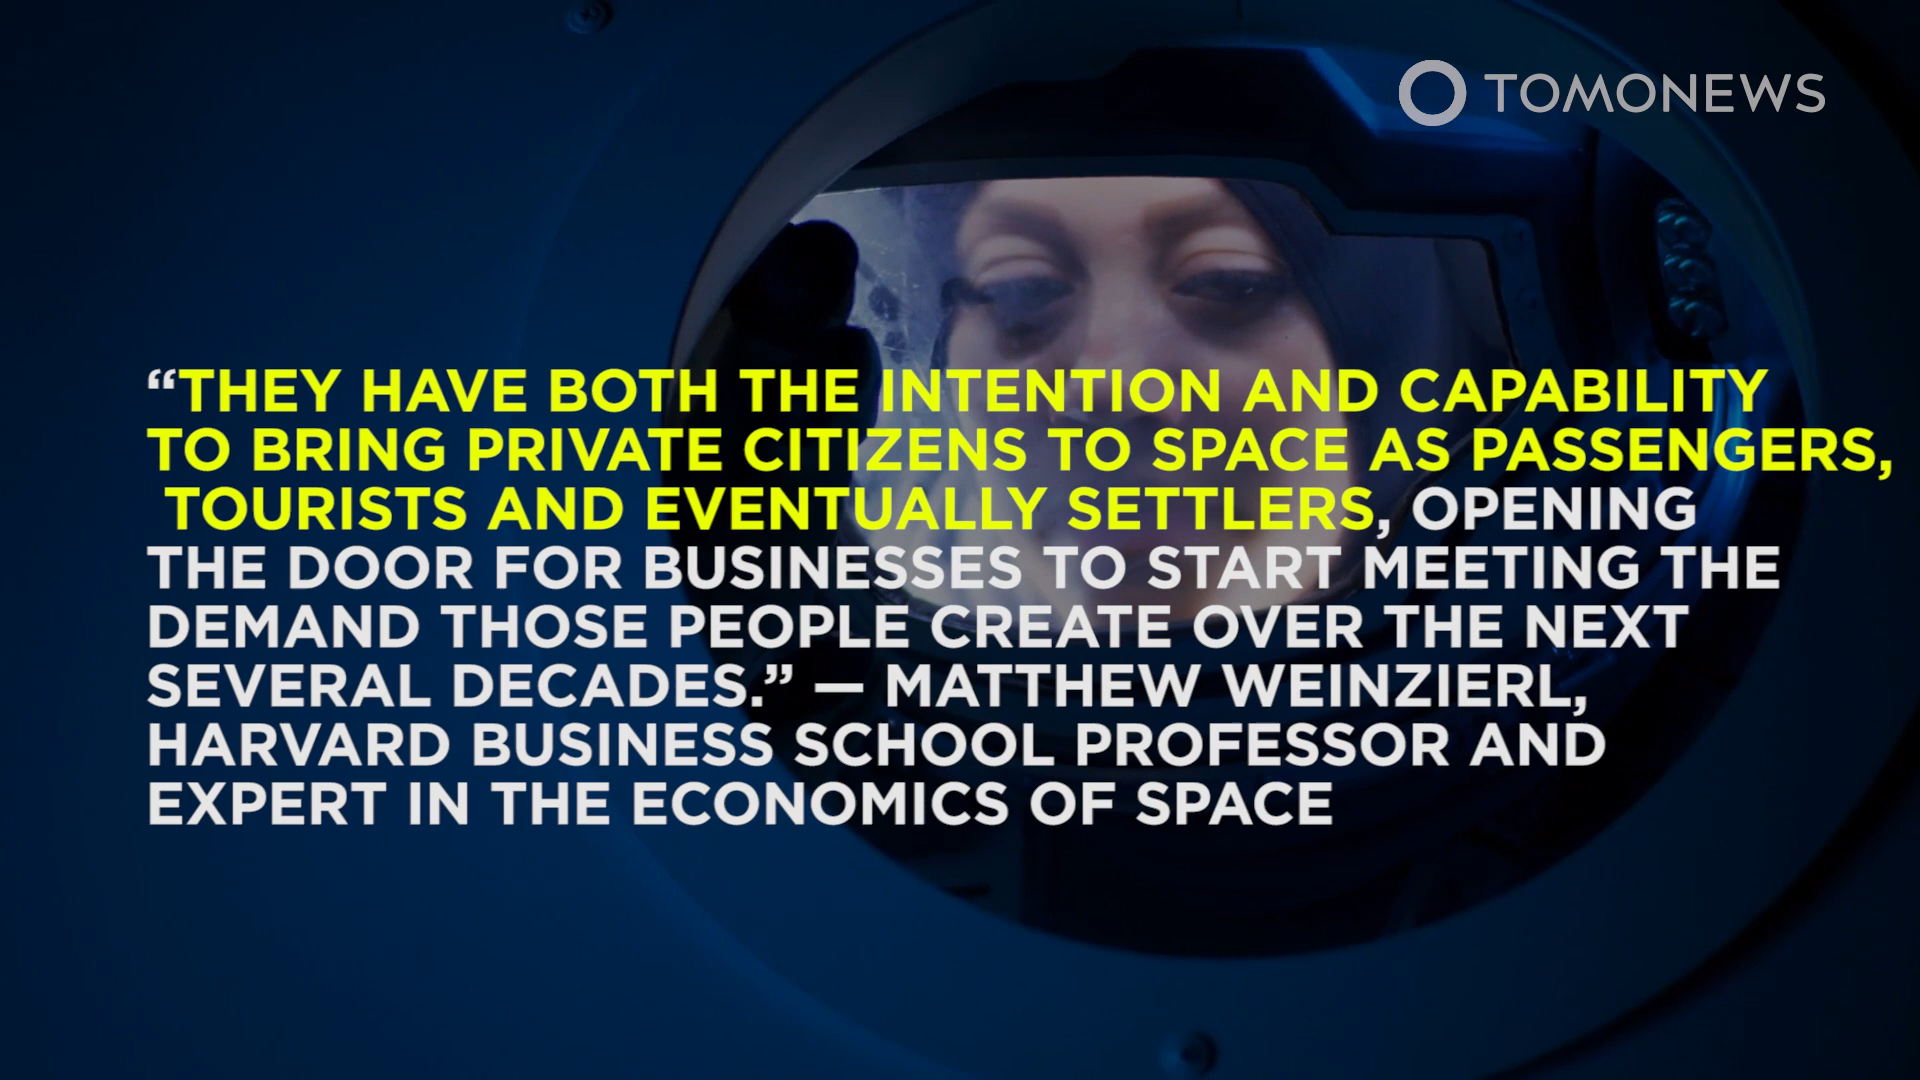 TOMONEWS
“THEY HAVE BOTH THE INTENTION AND CAPABILITY
TO BRING PRIVATE CITIZENS TO SPACE AS PASSENGERS,
TOURISTS AND EVENTUALLY SETTLERS, OPENING
THE DOOR FOR BUSINESSES TO START MEETING THE
DEMAND THOSE PEOPLE CREATE OVER THE NEXT
SEVERAL DECADES.” — MATTHEW WEINZIERL,
HARVARD BUSINESS SCHOOL PROFESSOR AND
EXPERT IN THE ECONOMICS OF SPACE